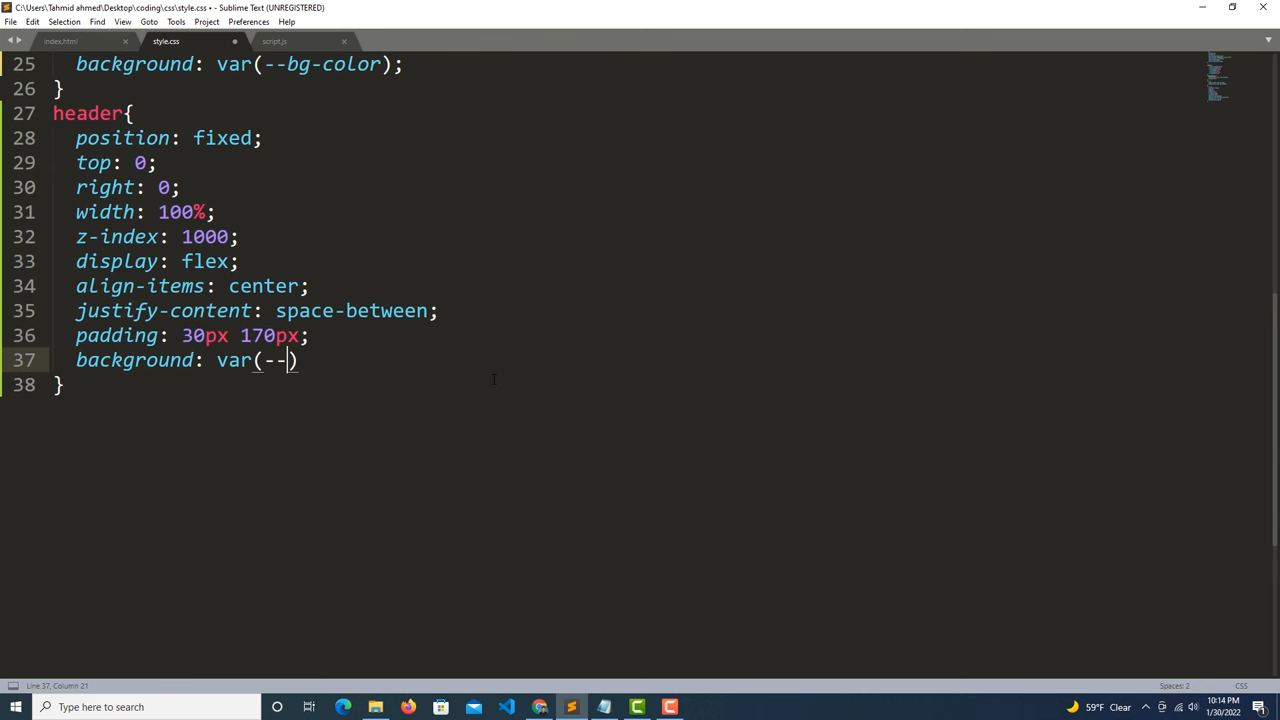 C:\Users\Tahmid ahmed\Desktop\coding\css\style.css • - Sublime Text (UNREGISTERED)
File Edit Selection Find View Goto Tools Project Preferences Help
index.html style.css script.js
25 background: var(--bg-color);
26 }
27 header{
28 position: fixed;
29 top: 0;
30 right: 0;
31 width: 100%;
32 z-index: 1000;
33 display: flex;
34 align-items: center;
35 justify-content: space-between;
36 padding: 30px 170px;
37 background: var(--)
38 }
Line 37, Column 21 Spaces: 2 CSS
Type here to search 59°F Clear 10:14 PM
1/30/2022
1